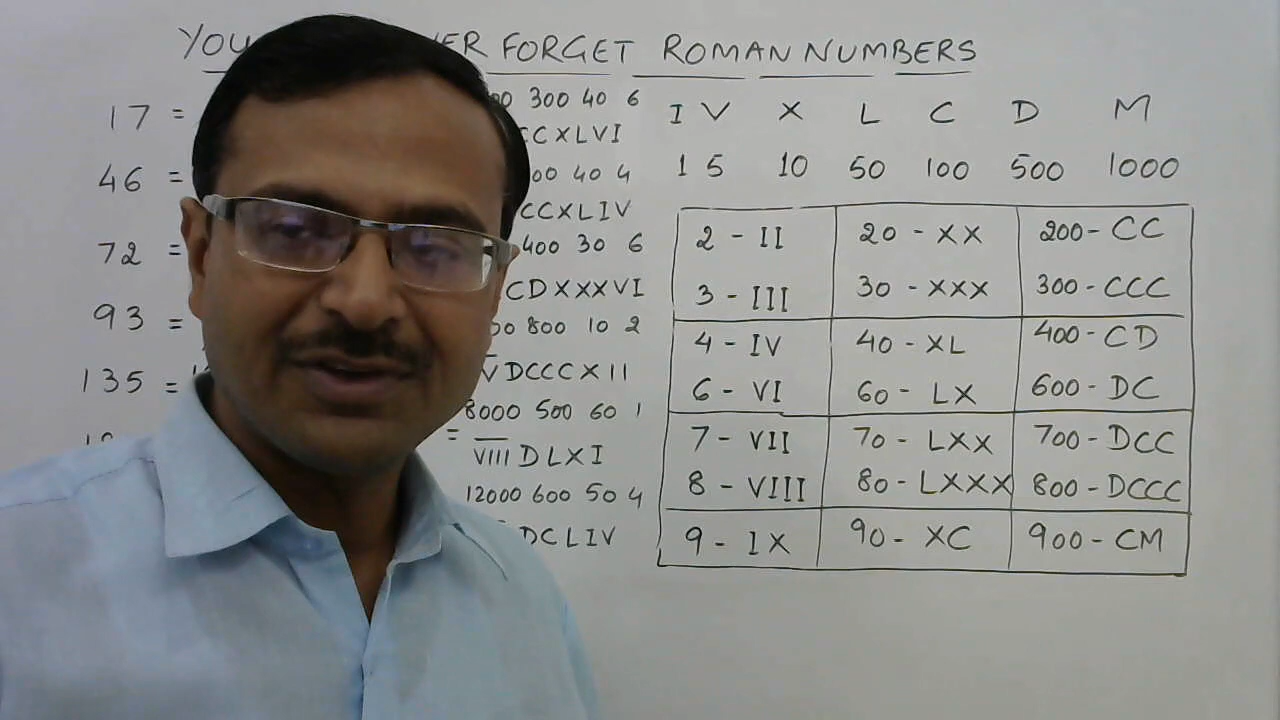 YOU FORGET ROMAN NUMBERS
17 =
46 =
72 =
93 =
135 =
300 40 6
CCXLVI
40 4
CCXLIV
400 30 6
CDXXXVI
800 10 2
V̅DCCCXII
8000 500 60 1
= V̅I̅I̅I̅DLXI
12000 600 50 4
DCLIV
I V X L C D M
1 5 10 50 100 500 1000
2 - II 20 - XX 200 - CC
3 - III 30 - XXX 300 - CCC
4 - IV 40 - XL 400 - CD
6 - VI 60 - LX 600 - DC
7 - VII 70 - LXX 700 - DCC
8 - VIII 80 - LXXX 800 - DCCC
9 - IX 90 - XC 900 - CM